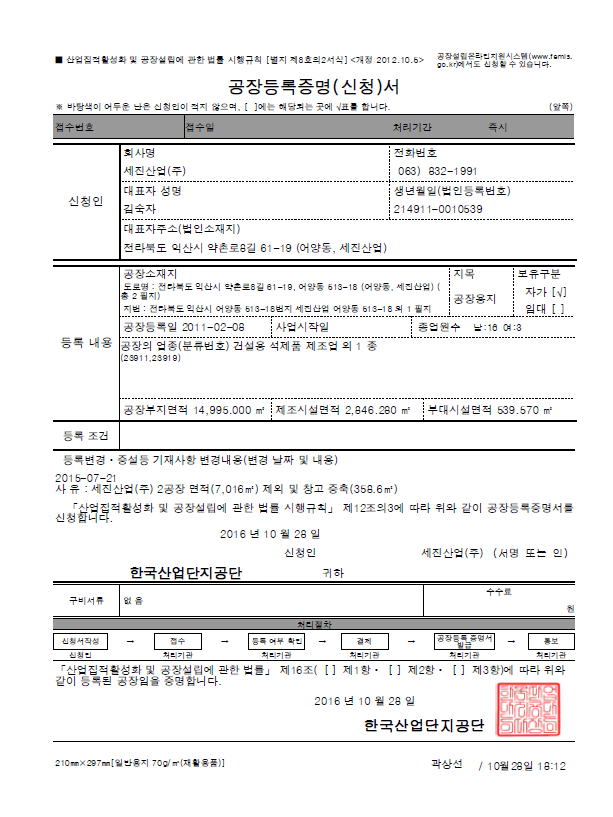 ■ 산업집적활성화 및 공장설립에 관한 법률 시행규칙 [별지 제8호의2서식] <개정 2012.10.5>
공장설립온라인지원시스템(www.femis.
go.kr)에서도 신청할 수 있습니다.
공장등록증명(신청)서
※ 바탕색이 어두운 난은 신청인이 적지 않으며, [ ]에는 해당되는 곳에 √표를 합니다.
(앞쪽)
접수번호 접수일 처리기간 즉시
신청인
회사명
세진산업(주)
전화번호
063) 832-1991
대표자 성명
김숙자
생년월일(법인등록번호)
214911-0010539
대표자주소(법인소재지)
전라북도 익산시 약촌로8길 61-19 (어양동, 세진산업)
등록 내용
공장소재지
도로명 : 전라북도 익산시 약촌로8길 61-19, 어양동 513-18 (어양동, 세진산업) (
총 2 필지)
지번 : 전라북도 익산시 어양동 513-18번지 세진산업 어양동 513-18 외 1 필지
지목
공장용지
보유구분
자가 [√]
임대 [ ]
공장등록일 2011-02-08 사업시작일 종업원수 남:16 여:3
공장의 업종(분류번호) 건설용 석제품 제조업 외 1 종
(23911,23919)
공장부지면적 14,995.000 ㎡ 제조시설면적 2,846.280 ㎡ 부대시설면적 539.570 ㎡
등록 조건
등록변경・증설등 기재사항 변경내용(변경 날짜 및 내용)
2015-07-21
사 유 : 세진산업(주) 2공장 면적(7,016㎡) 제외 및 창고 증축(358.6㎡)
「산업집적활성화 및 공장설립에 관한 법률 시행규칙」 제12조의3에 따라 위와 같이 공장등록증명서를
신청합니다.
2016 년 10 월 28 일
신청인 세진산업(주) (서명 또는 인)
한국산업단지공단 귀하
구비서류 없 음
수수료
원
처리절차
신청서작성 → 접수 → 등록 여부 확인 → 결재 → 공장등록 증명서 발급 → 통보
신청인 처리기관 처리기관 처리기관 처리기관 처리기관
「산업집적활성화 및 공장설립에 관한 법률」 제16조( [ ] 제1항・ [ ] 제2항・ [ ] 제3항)에 따라 위와
같이 등록된 공장임을 증명합니다.
2016 년 10 월 28 일
한국산업단지공단
210mm×297mm[일반용지 70g/㎡(재활용품)]
곽상선 / 10월28일 18:12